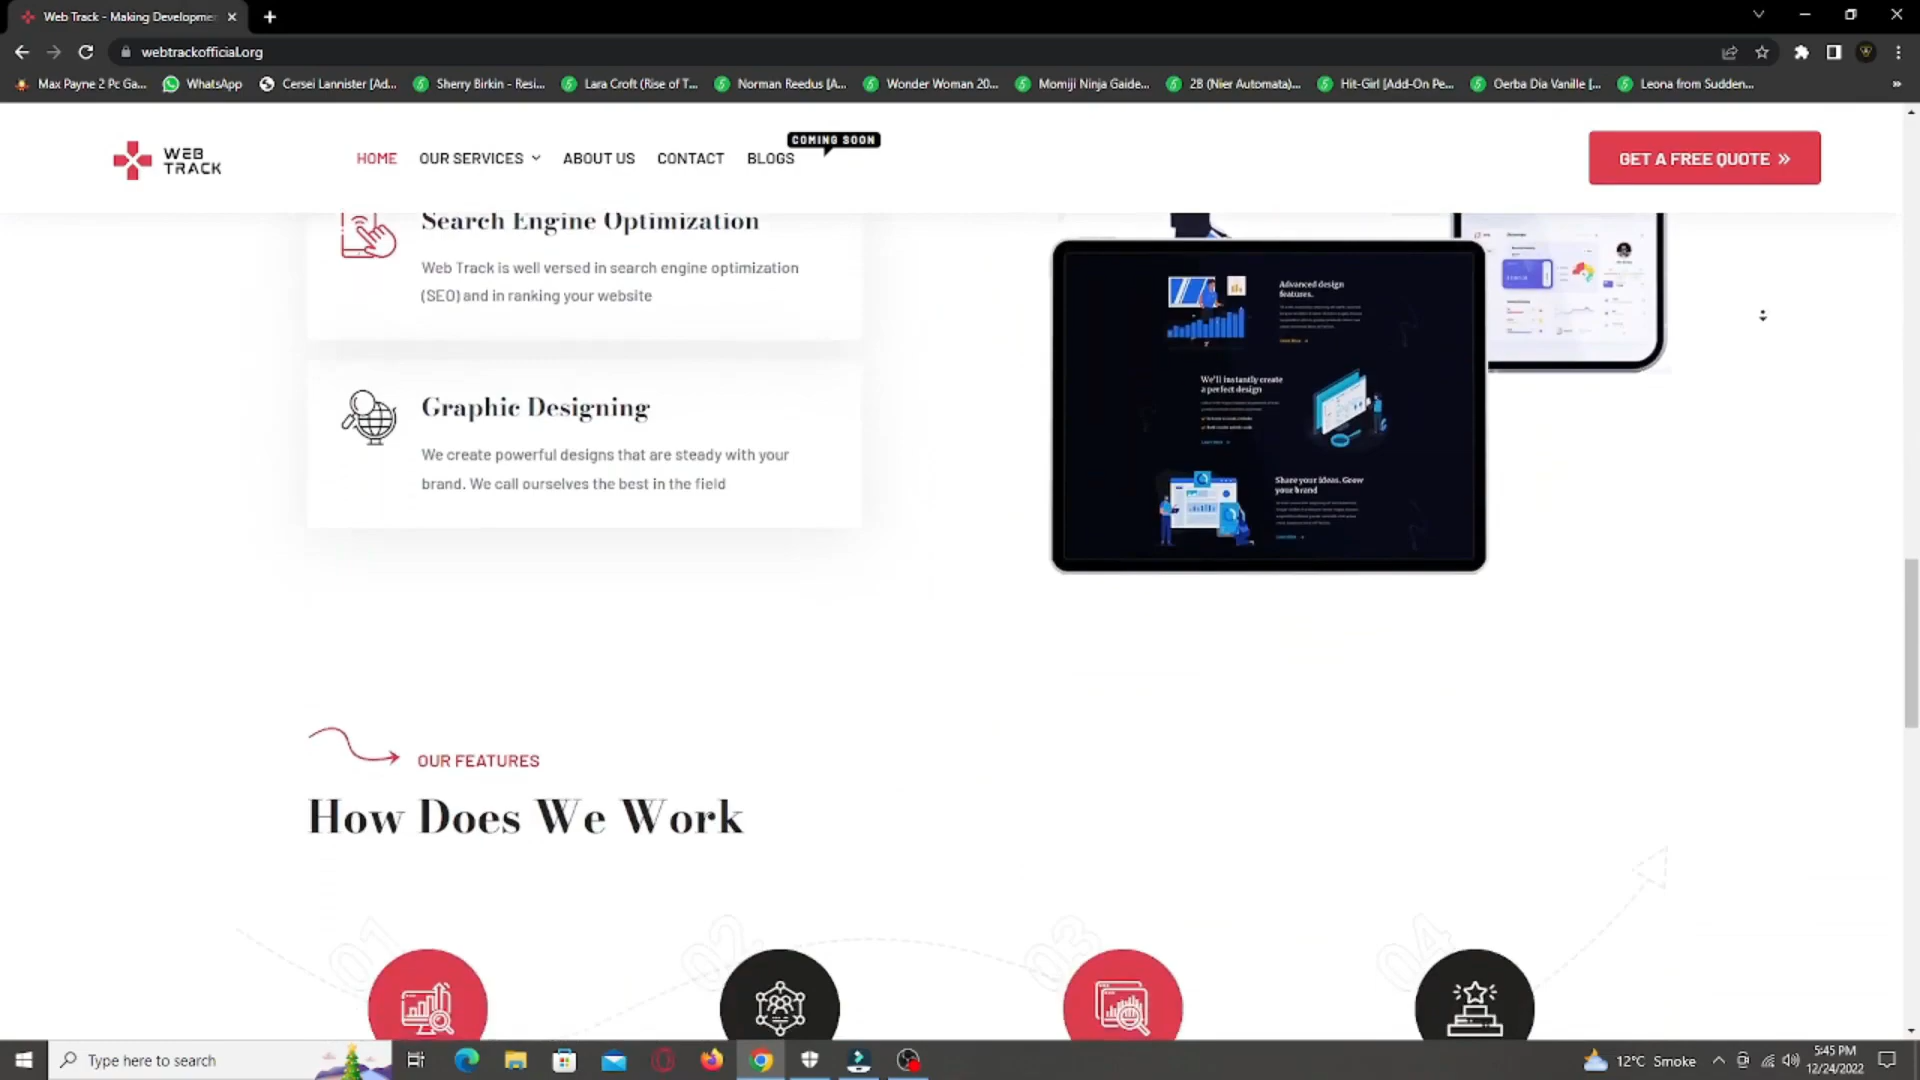 Web Track - Making Developmen
webtrackofficial.org
Max Payne 2 Pc Ga...
WhatsApp
Cersei Lannister [Ad...
Sherry Birkin - Resi...
Lara Croft (Rise of T...
Norman Reedus [A...
Wonder Woman 20...
Momiji Ninja Gaide...
2B (Nier Automata)...
Hit-Girl [Add-On Pe...
Oerba Dia Vanille [...
Leona from Sudden...
WEB
TRACK
HOME
OUR SERVICES
ABOUT US
CONTACT
BLOGS
COMING SOON
GET A FREE QUOTE
Search Engine Optimization
Web Track is well versed in search engine optimization
(SEO) and in ranking your website
Graphic Designing
We create powerful designs that are steady with your
brand. We call ourselves the best in the field
Advanced design
features.
We'll instantly create
a perfect design
Share your ideas. Grow
your brand
OUR FEATURES
How Does We Work
01
02
03
04
Type here to search
12°C Smoke
5:45 PM
12/24/2022